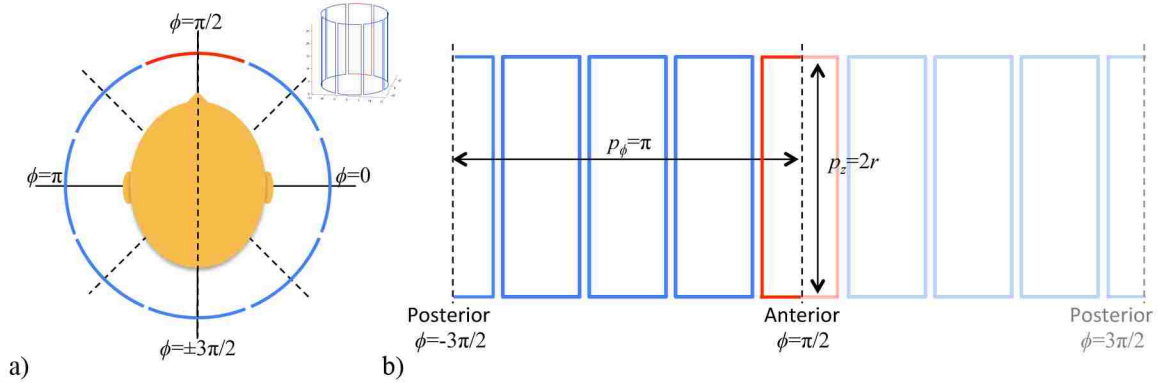 ϕ=π/2
ϕ=π
ϕ=0
ϕ=±3π/2
a)
pϕ=π
pz=2r
Posterior
ϕ=-3π/2
Anterior
ϕ=π/2
Posterior
ϕ=3π/2
b)